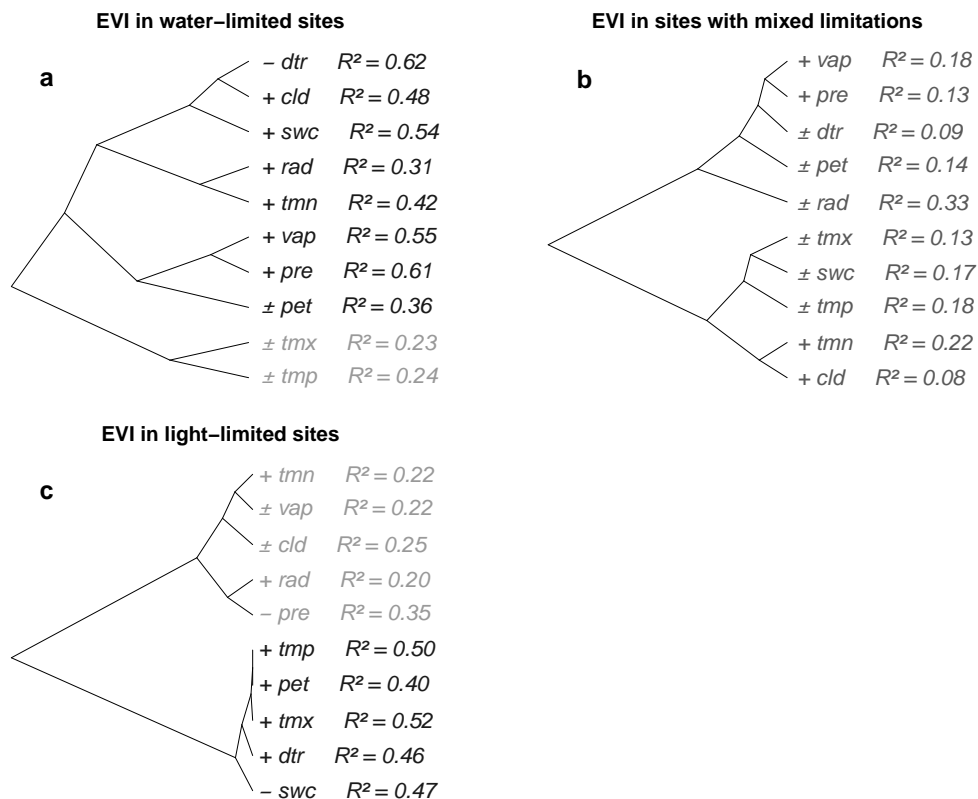 EVI in water−limited sites
a
− dtr R² = 0.62
+ cld R² = 0.48
+ swc R² = 0.54
+ rad R² = 0.31
+ tmn R² = 0.42
+ vap R² = 0.55
+ pre R² = 0.61
± pet R² = 0.36
± tmx R² = 0.23
± tmp R² = 0.24
EVI in sites with mixed limitations
b
+ vap R² = 0.18
+ pre R² = 0.13
± dtr R² = 0.09
± pet R² = 0.14
± rad R² = 0.33
± tmx R² = 0.13
± swc R² = 0.17
± tmp R² = 0.18
+ tmn R² = 0.22
+ cld R² = 0.08
EVI in light−limited sites
c
+ tmn R² = 0.22
± vap R² = 0.22
± cld R² = 0.25
+ rad R² = 0.20
− pre R² = 0.35
+ tmp R² = 0.50
+ pet R² = 0.40
+ tmx R² = 0.52
+ dtr R² = 0.46
− swc R² = 0.47